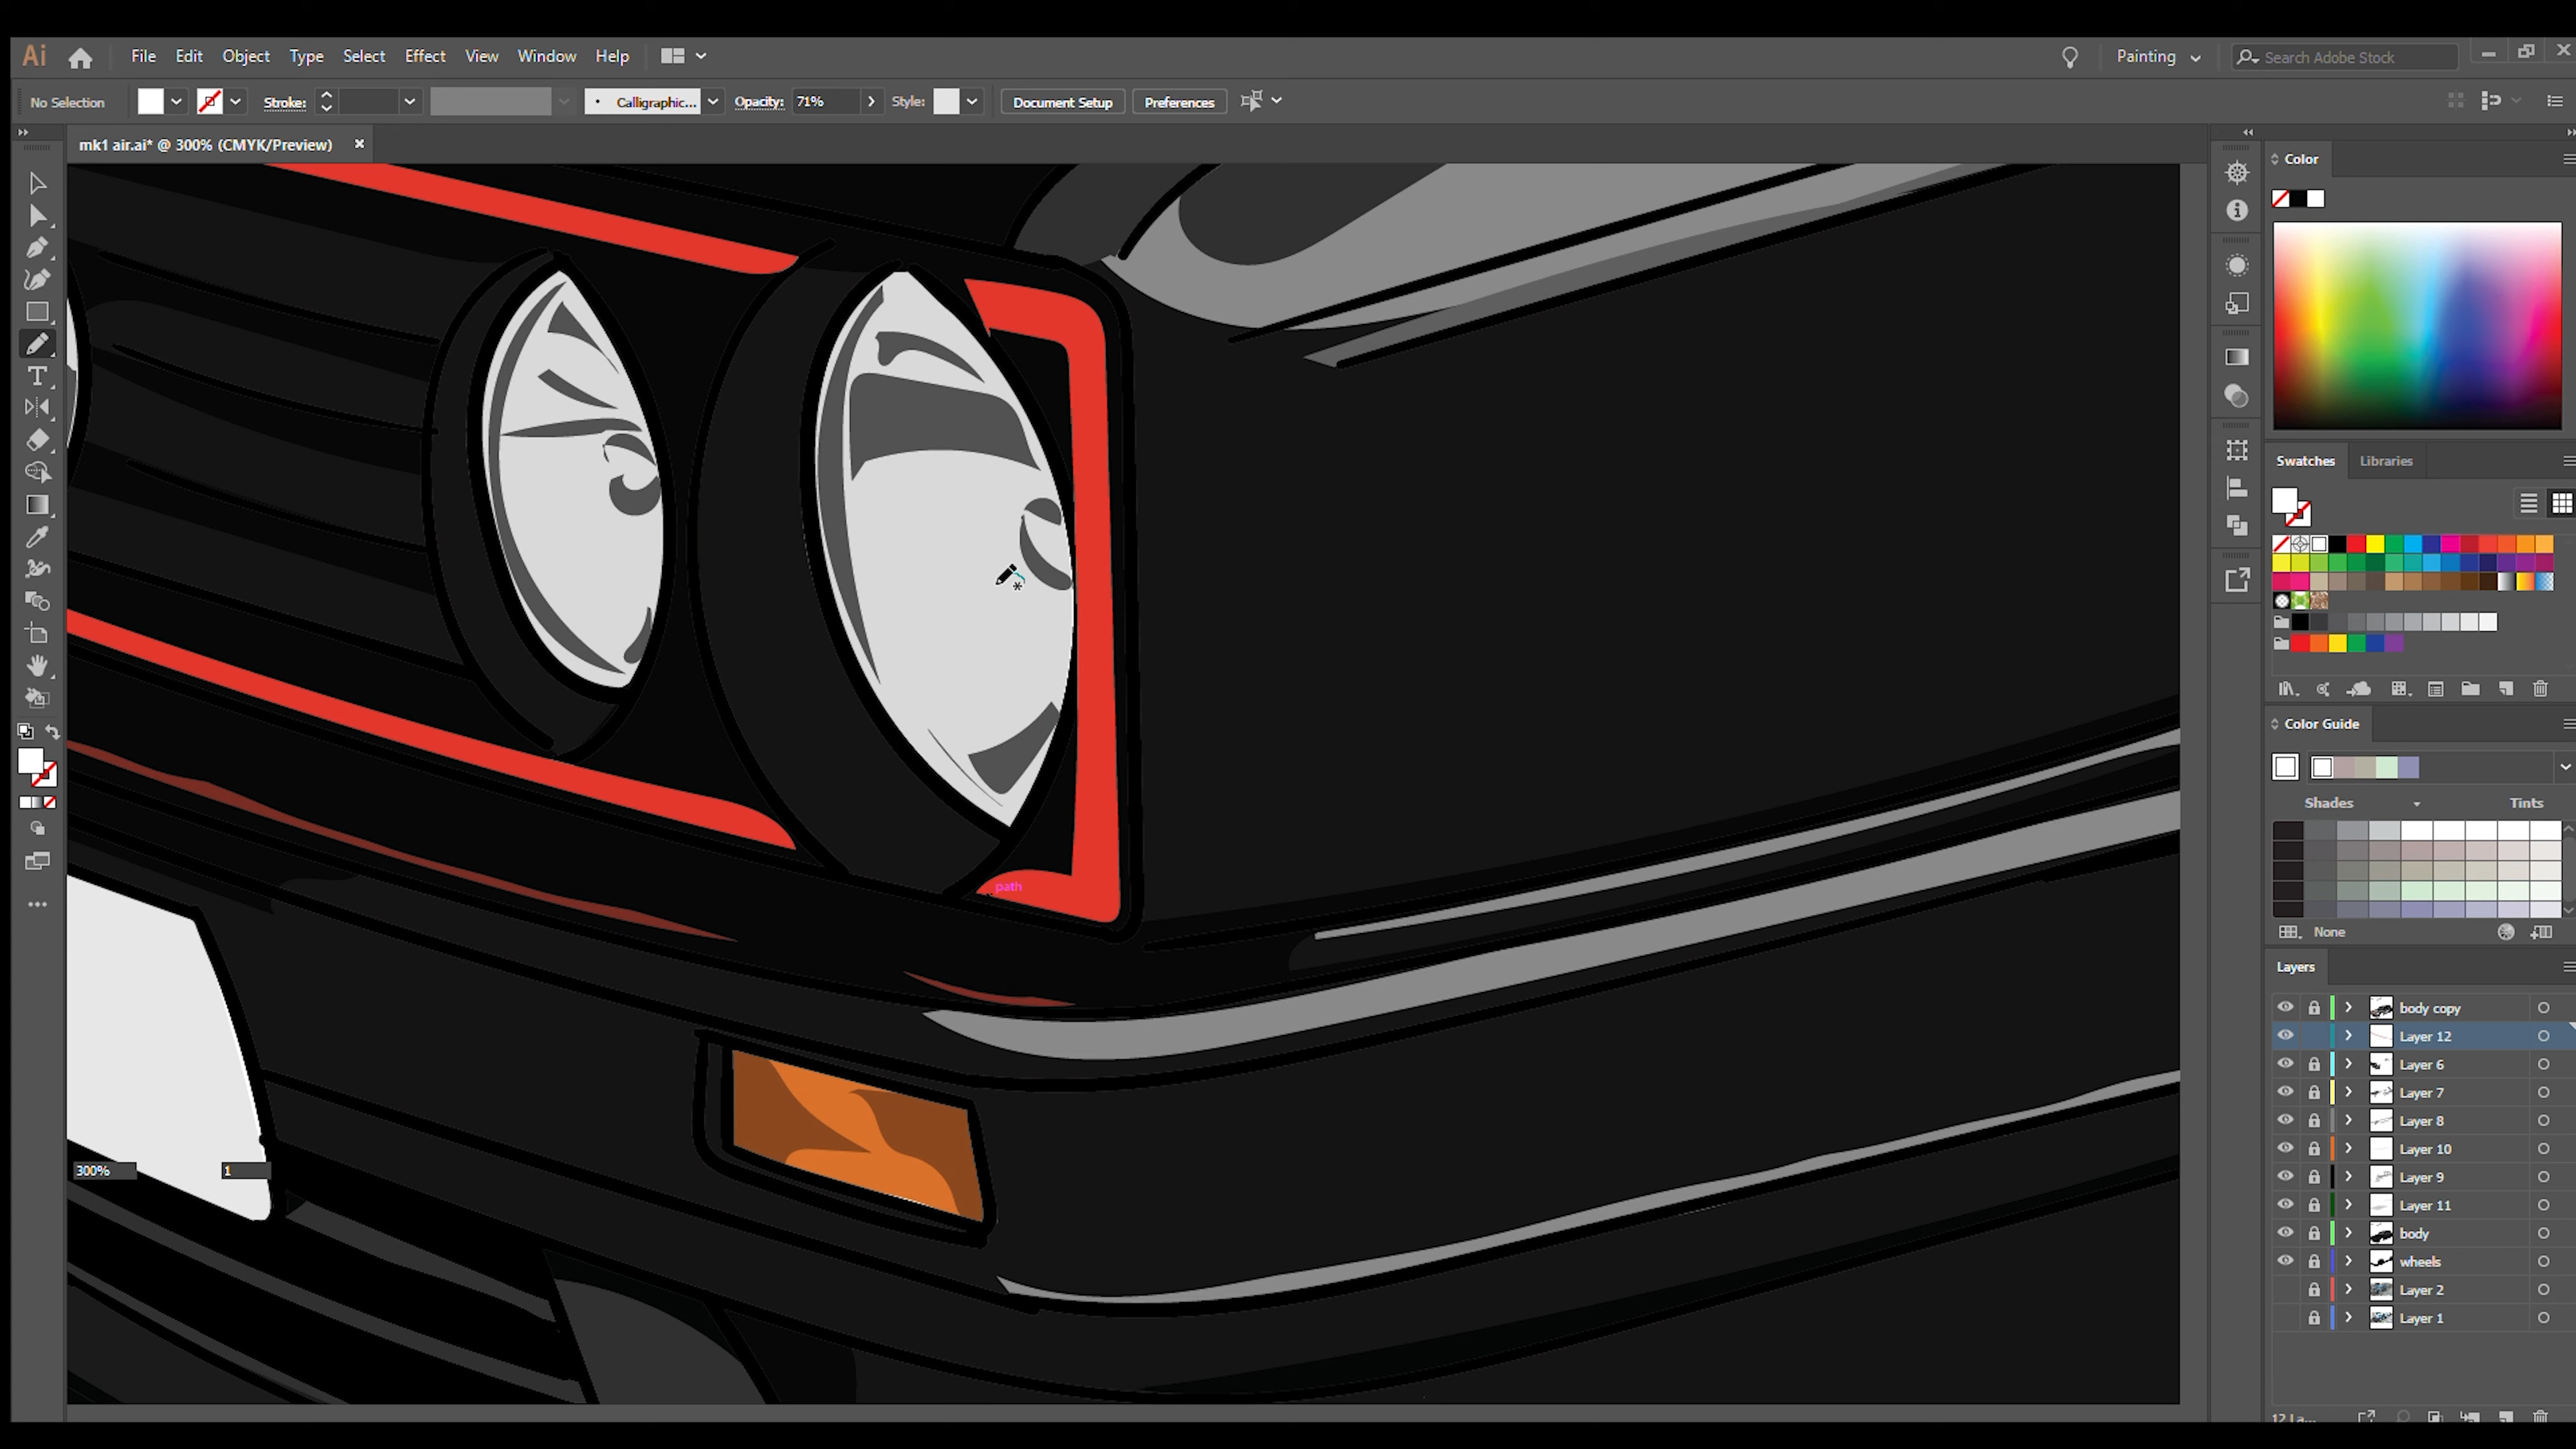 Ai File Edit Object Type Select Effect View Window Help Painting Search Adobe Stock
No Selection Stroke: Calligraphic... Opacity: 71% Style: Document Setup Preferences
mk1 air.ai* @ 300% (CMYK/Preview)
Color
Swatches Libraries
Color Guide
Shades Tints
path
None
Layers
body copy
Layer 12
Layer 6
Layer 7
Layer 8
Layer 10
300% 1
Layer 9
Layer 11
body
wheels
Layer 2
Layer 1
12 La...